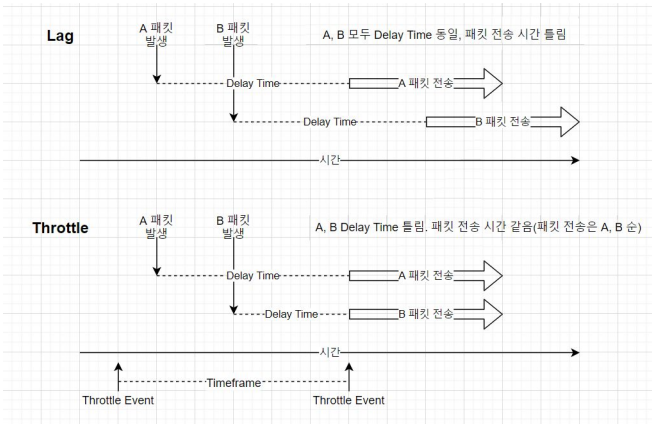 Lag
A 패킷
발생
B 패킷
발생
A, B 모두 Delay Time 동일, 패킷 전송 시간 틀림
Delay Time
A 패킷 전송
Delay Time
B 패킷 전송
시간
Throttle
A 패킷
발생
B 패킷
발생
A, B Delay Time 틀림. 패킷 전송 시간 같음(패킷 전송은 A, B 순)
Delay Time
A 패킷 전송
Delay Time
B 패킷 전송
시간
Timeframe
Throttle Event
Throttle Event